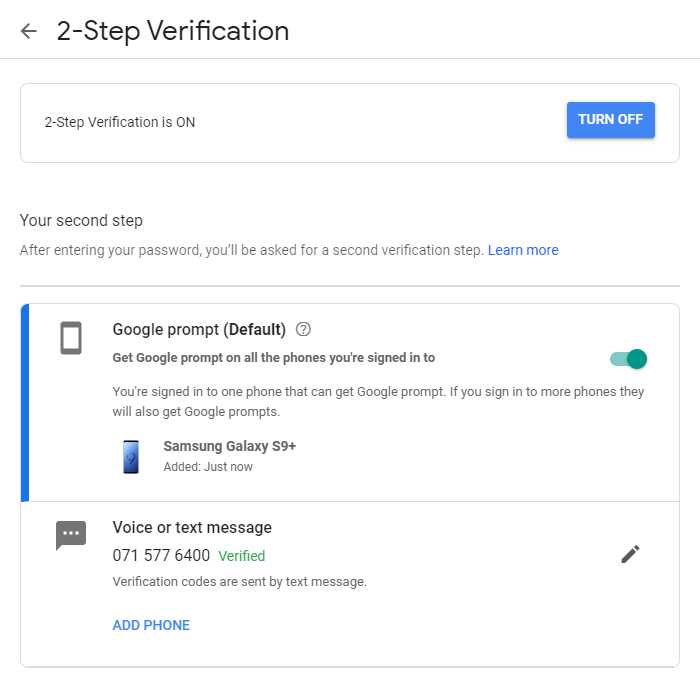 2-Step Verification
2-Step Verification is ON
TURN OFF
Your second step
After entering your password, you'll be asked for a second verification step. Learn more
Google prompt (Default) ?
Get Google prompt on all the phones you're signed in to
You're signed in to one phone that can get Google prompt. If you sign in to more phones they
will also get Google prompts.
Samsung Galaxy S9+
Added: Just now
Voice or text message
071 577 6400 Verified
Verification codes are sent by text message.
ADD PHONE